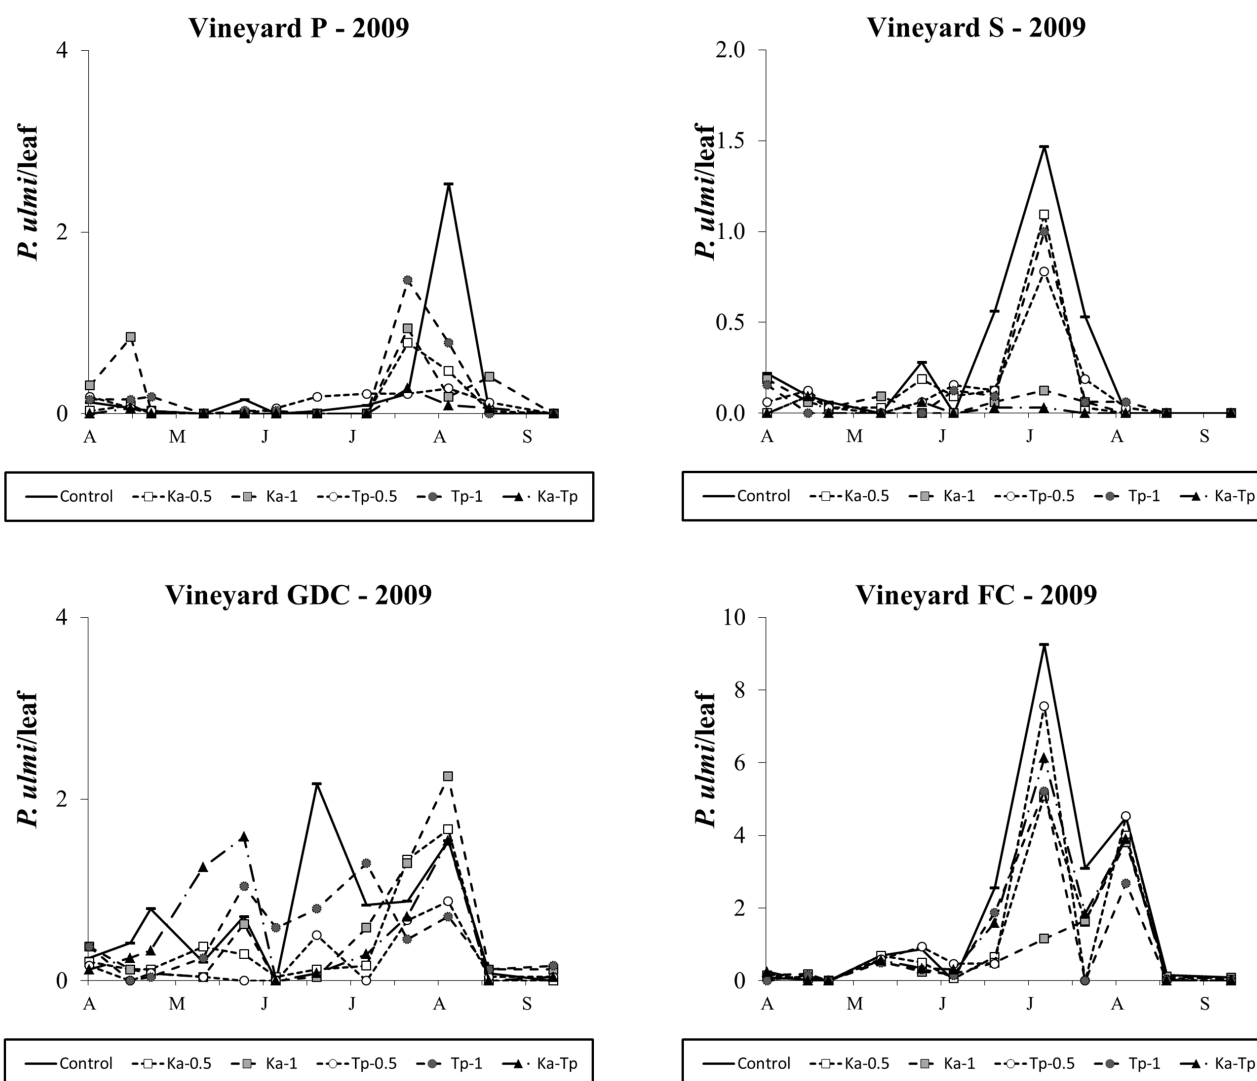 Vineyard P - 2009
P. ulmi/leaf
4
2
0
A M J J A S
Control Ka-0.5 Ka-1 Tp-0.5 Tp-1 Ka-Tp
Vineyard S - 2009
P. ulmi/leaf
2.0
1.5
1.0
0.5
0.0
A M J J A S
Control Ka-0.5 Ka-1 Tp-0.5 Tp-1 Ka-Tp
Vineyard GDC - 2009
P. ulmi/leaf
4
2
0
A M J J A S
Control Ka-0.5 Ka-1 Tp-0.5 Tp-1 Ka-Tp
Vineyard FC - 2009
P. ulmi/leaf
10
8
6
4
2
0
A M J J A S
Control Ka-0.5 Ka-1 Tp-0.5 Tp-1 Ka-Tp